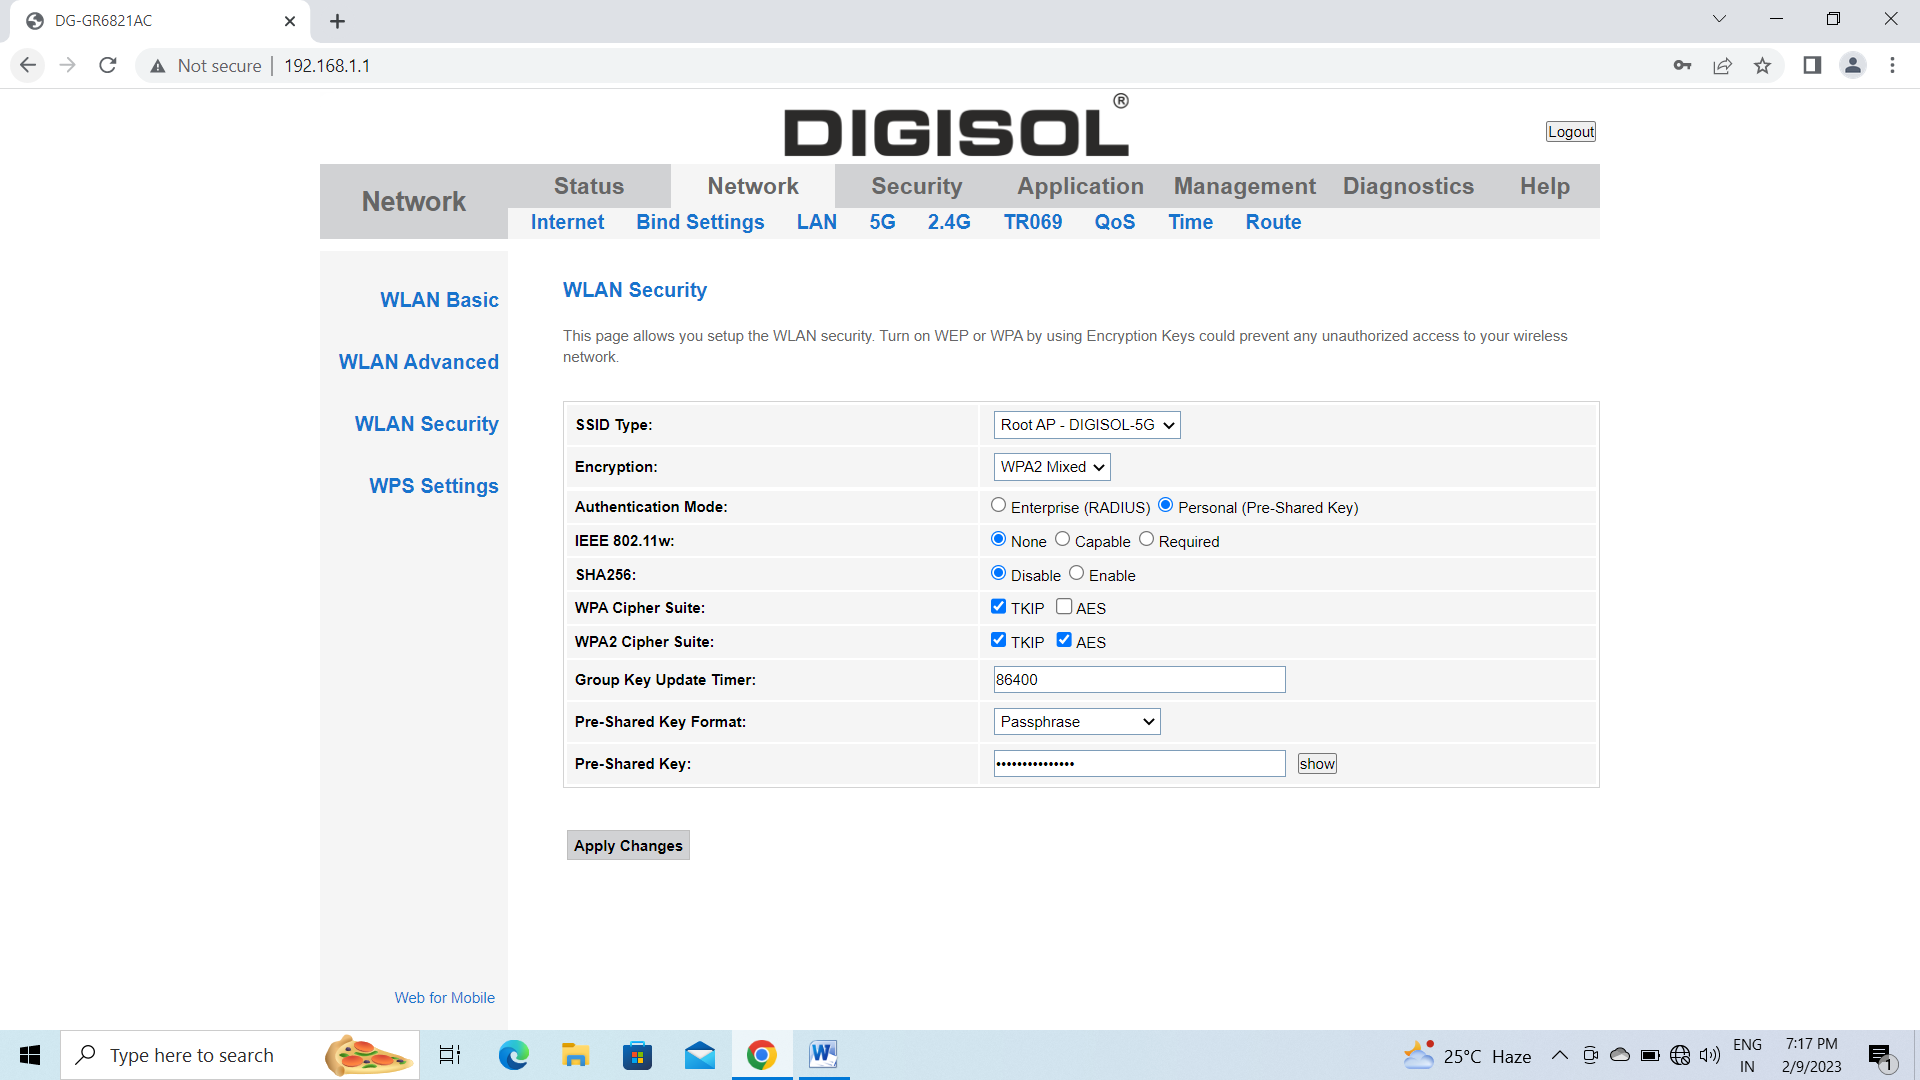 DG-GR6821AC
Not secure 192.168.1.1
DIGISOL®
Logout
Network
Status Network Security Application Management Diagnostics Help
Internet Bind Settings LAN 5G 2.4G TR069 QoS Time Route
WLAN Basic
WLAN Advanced
WLAN Security
WPS Settings
Web for Mobile
WLAN Security
This page allows you setup the WLAN security. Turn on WEP or WPA by using Encryption Keys could prevent any unauthorized access to your wireless
network.
SSID Type: Root AP - DIGISOL-5G
Encryption: WPA2 Mixed
Authentication Mode: Enterprise (RADIUS) Personal (Pre-Shared Key)
IEEE 802.11w: None Capable Required
SHA256: Disable Enable
WPA Cipher Suite: TKIP AES
WPA2 Cipher Suite: TKIP AES
Group Key Update Timer: 86400
Pre-Shared Key Format: Passphrase
Pre-Shared Key: ••••••••••••••• show
Apply Changes
Type here to search
25°C Haze
ENG
IN
7:17 PM
2/9/2023
1